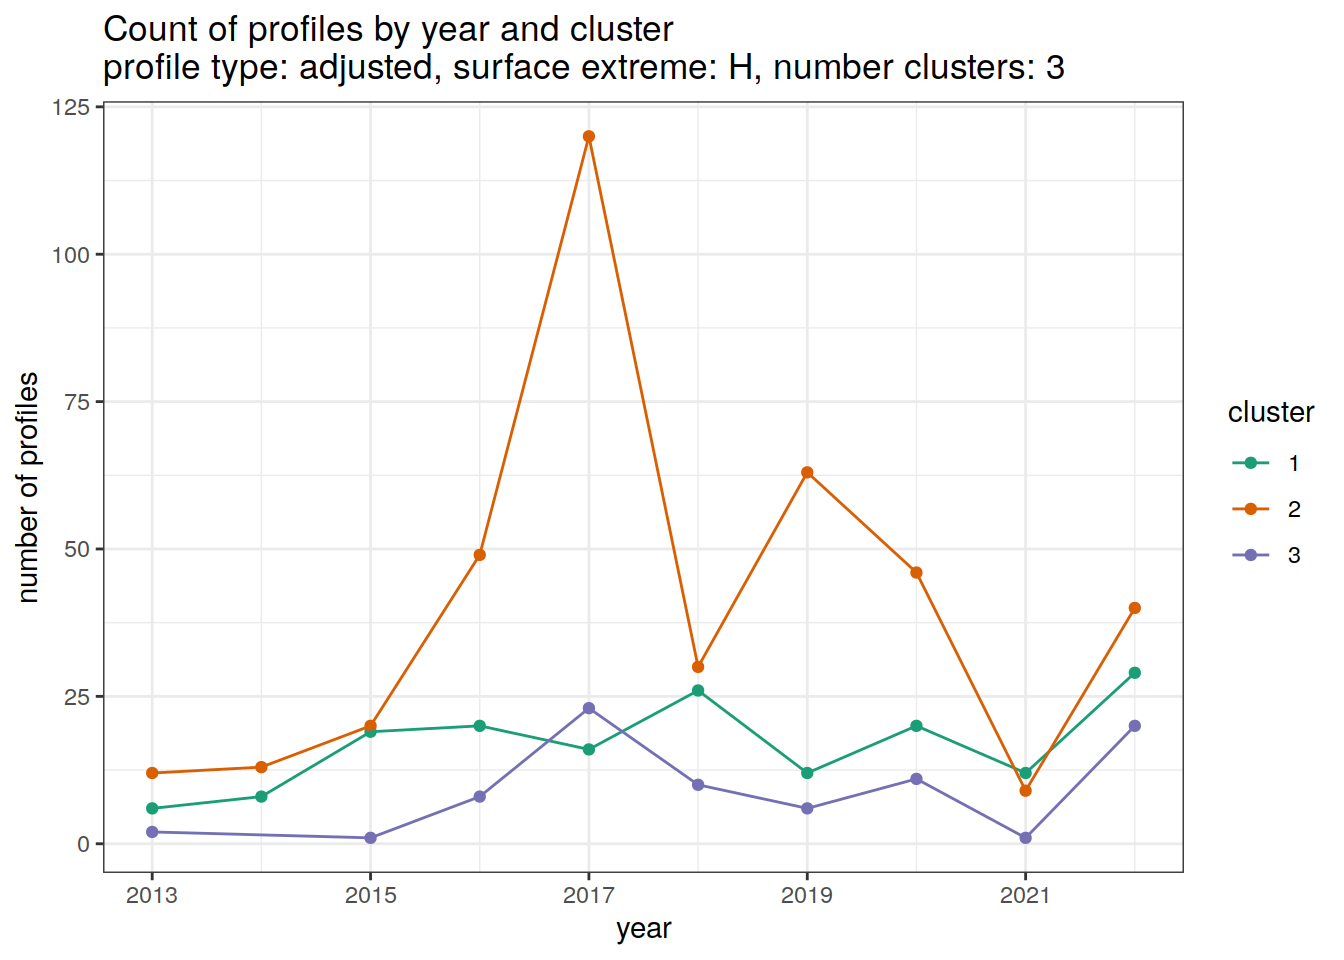 Count of profiles by year and cluster
profile type: adjusted, surface extreme: H, number clusters: 3
125
100
75
50
25
0
number of profiles
2013 2015 2017 2019 2021
year
cluster
1
2
3